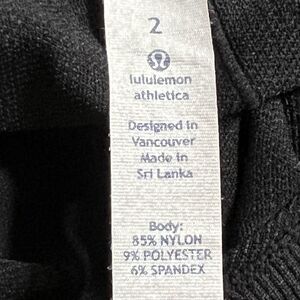 2
lululemon
athletica
Designed in
Vancouver
Made in
Sri Lanka
Body:
85% NYLON
9% POLYESTER
6% SPANDEX